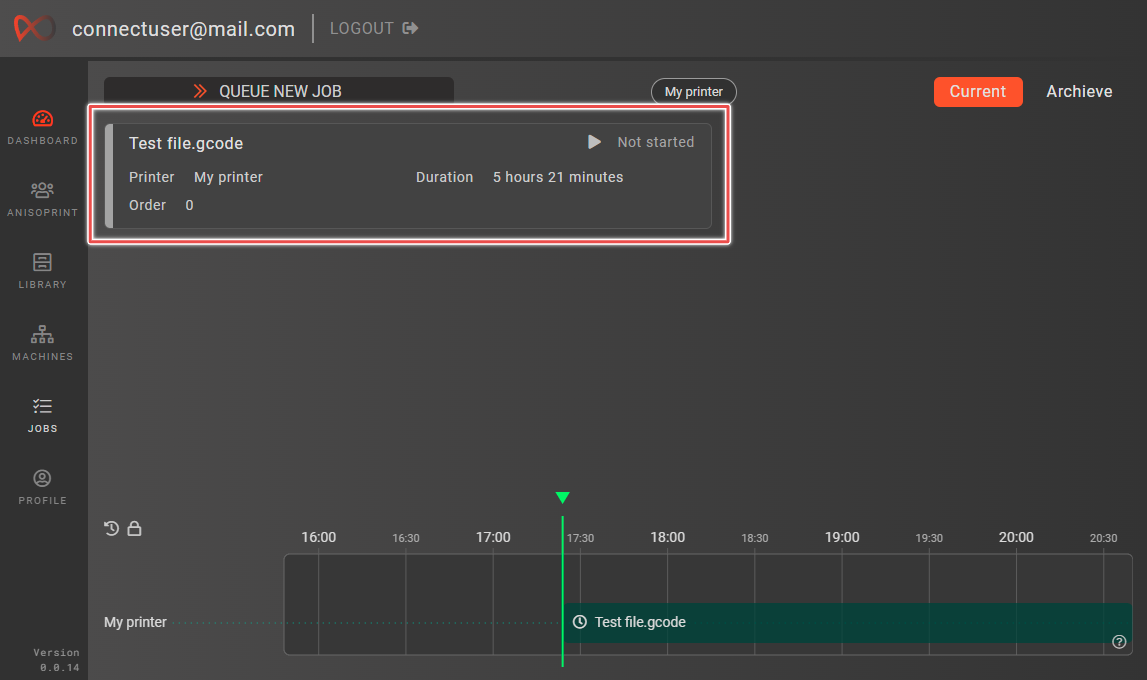 connectuser@mail.com LOGOUT
QUEUE NEW JOB My printer Current Archieve
DASHBOARD
ANISOPRINT
LIBRARY
MACHINES
JOBS
PROFILE
Test file.gcode Not started
Printer My printer Duration 5 hours 21 minutes
Order 0
16:00 16:30 17:00 17:30 18:00 18:30 19:00 19:30 20:00 20:30
My printer Test file.gcode
Version
0.0.14